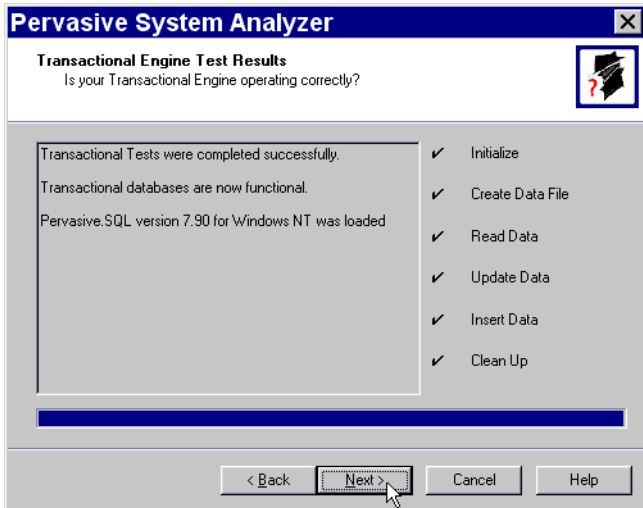 Pervasive System Analyzer
Transactional Engine Test Results
Is your Transactional Engine operating correctly?
?
Transactional Tests were completed successfully.
Transactional databases are now functional.
Pervasive.SQL version 7.90 for Windows NT was loaded
Initialize
Create Data File
Read Data
Update Data
Insert Data
Clean Up
< Back
Next >
Cancel
Help